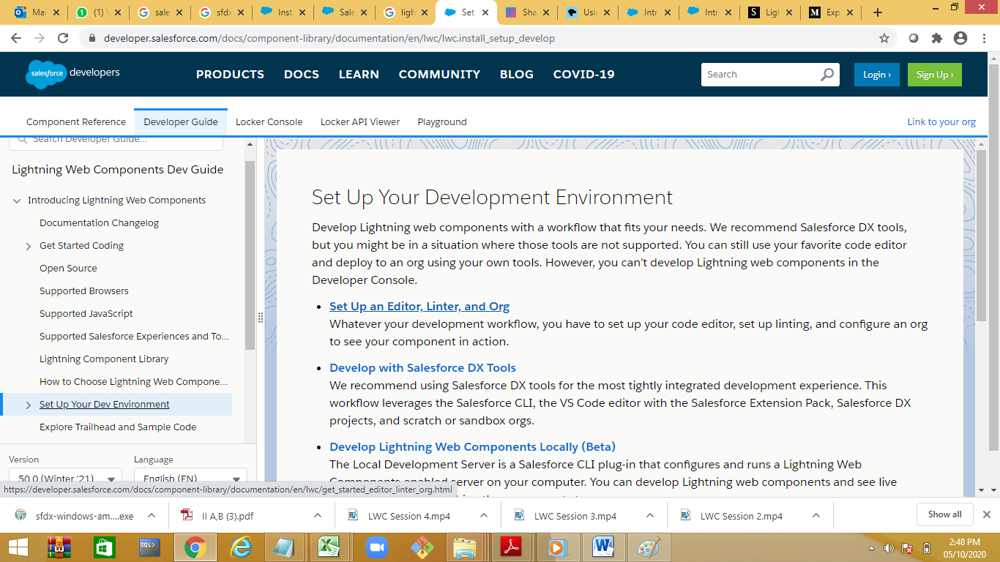 Mai
(1) W
sale
sfdx
Inst
Sale
ligh
Set
Sha
Usi
Intr
Intr
Ligh
Exp
developer.salesforce.com/docs/component-library/documentation/en/lwc/lwc.install_setup_develop
salesforce developers
PRODUCTS DOCS LEARN COMMUNITY BLOG COVID-19
Search
Login ›
Sign Up ›
Component Reference Developer Guide Locker Console Locker API Viewer Playground
Link to your org
Search Developer Guide...
Lightning Web Components Dev Guide
Introducing Lightning Web Components
Documentation Changelog
Get Started Coding
Open Source
Supported Browsers
Supported JavaScript
Supported Salesforce Experiences and To...
Lightning Component Library
How to Choose Lightning Web Compone...
Set Up Your Dev Environment
Explore Trailhead and Sample Code
Version
Language
50.0 (Winter '21)
English (EN)
Set Up Your Development Environment
Develop Lightning web components with a workflow that fits your needs. We recommend Salesforce DX tools,
but you might be in a situation where those tools are not supported. You can still use your favorite code editor
and deploy to an org using your own tools. However, you can't develop Lightning web components in the
Developer Console.
• Set Up an Editor, Linter, and Org
Whatever your development workflow, you have to set up your code editor, set up linting, and configure an org
to see your component in action.
• Develop with Salesforce DX Tools
We recommend using Salesforce DX tools for the most tightly integrated development experience. This
workflow leverages the Salesforce CLI, the VS Code editor with the Salesforce Extension Pack, Salesforce DX
projects, and scratch or sandbox orgs.
• Develop Lightning Web Components Locally (Beta)
The Local Development Server is a Salesforce CLI plug-in that configures and runs a Lightning Web
Components enabled server on your computer. You can develop Lightning web components and see live
https://developer.salesforce.com/docs/component-library/documentation/en/lwc/get_started_editor_linter_org.html
sfdx-windows-am....exe
II A,B (3).pdf
LWC Session 4.mp4
LWC Session 3.mp4
LWC Session 2.mp4
Show all
SQL>
2:48 PM
05/10/2020